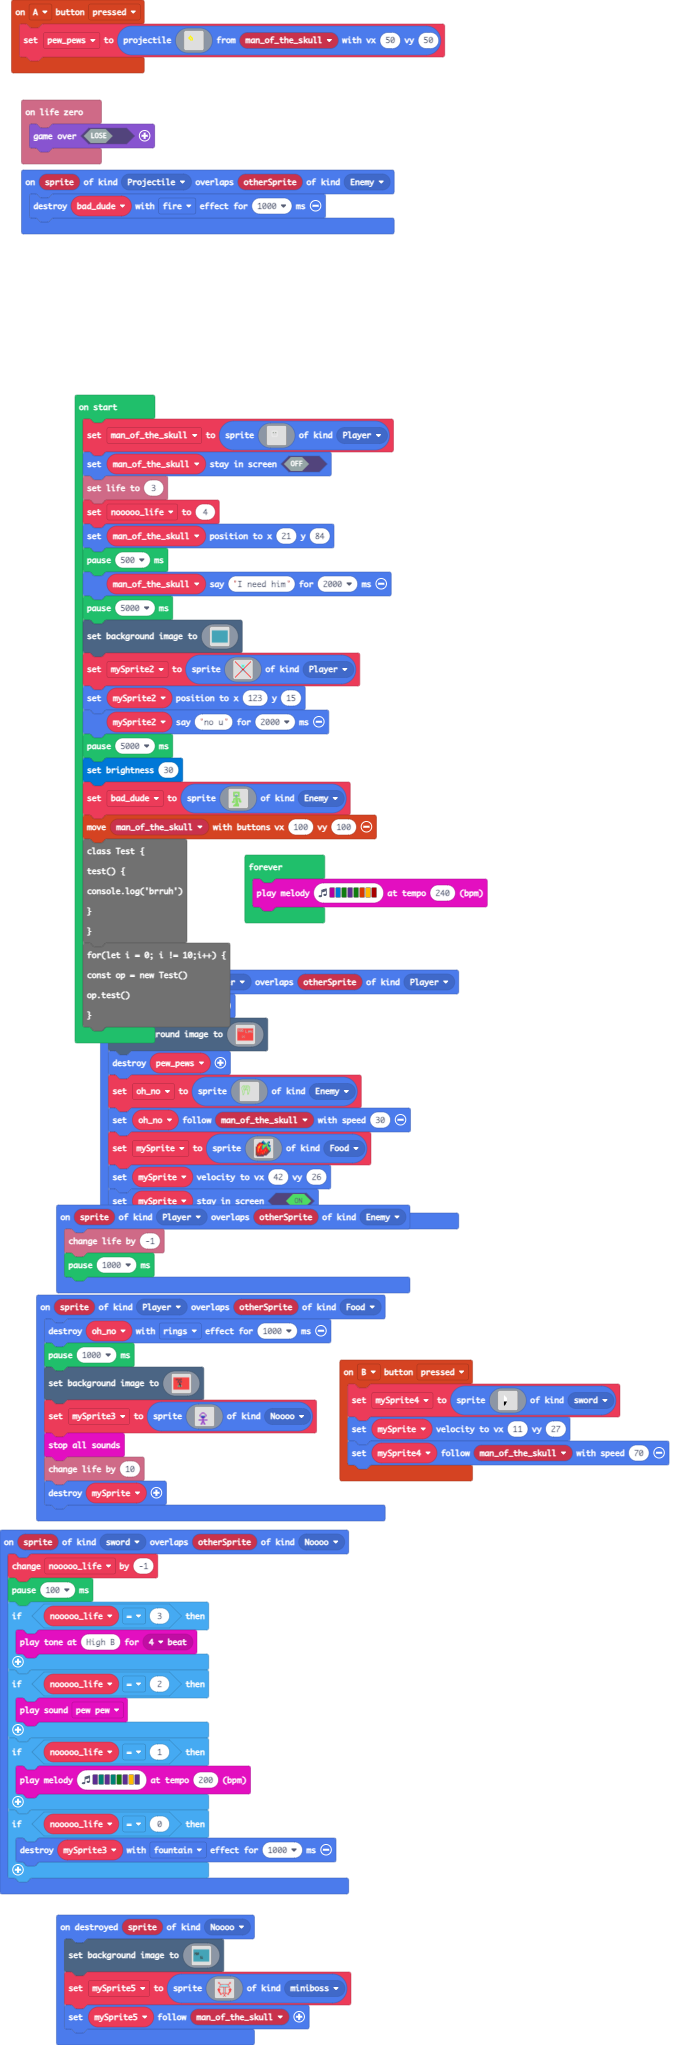 on A button pressed
set pew_pews to projectile from man_of_the_skull with vx 50 vy 50
on life zero
game over LOSE
on sprite of kind Projectile overlaps otherSprite of kind Enemy
destroy bad_dude with fire effect for 1000 ms
on start
set man_of_the_skull to sprite of kind Player
set man_of_the_skull stay in screen OFF
set life to 3
set nooooo_life to 4
set man_of_the_skull position to x 21 y 84
pause 500 ms
man_of_the_skull say "I need him" for 2000 ms
pause 5000 ms
set background image to
set mySprite2 to sprite of kind Player
set mySprite2 position to x 123 y 15
mySprite2 say "no u" for 2000 ms
pause 5000 ms
set brightness 30
set bad_dude to sprite of kind Enemy
move man_of_the_skull with buttons vx 100 vy 100
class Test {
test() {
console.log('brruh')
}
}
for(let i = 0; i != 10;i++) {
const op = new Test()
op.test()
}
forever
play melody at tempo 240 (bpm)
r overlaps otherSprite of kind Player
round image to
destroy pew_pews
set oh_no to sprite of kind Enemy
set oh_no follow man_of_the_skull with speed 30
set mySprite to sprite of kind Food
set mySprite velocity to vx 42 vy 26
set mySprite stay in screen ON
on sprite of kind Player overlaps otherSprite of kind Enemy
change life by -1
pause 1000 ms
on sprite of kind Player overlaps otherSprite of kind Food
destroy oh_no with rings effect for 1000 ms
pause 1000 ms
set background image to
set mySprite3 to sprite of kind Noooo
stop all sounds
change life by 10
destroy mySprite
on B button pressed
set mySprite4 to sprite of kind sword
set mySprite velocity to vx 11 vy 27
set mySprite4 follow man_of_the_skull with speed 70
on sprite of kind sword overlaps otherSprite of kind Noooo
change nooooo_life by -1
pause 100 ms
if nooooo_life = 3 then
play tone at High B for 4 beat
if nooooo_life = 2 then
play sound pew pew
if nooooo_life = 1 then
play melody at tempo 200 (bpm)
if nooooo_life = 0 then
destroy mySprite3 with fountain effect for 1000 ms
on destroyed sprite of kind Noooo
set background image to
set mySprite5 to sprite of kind miniboss
set mySprite5 follow man_of_the_skull